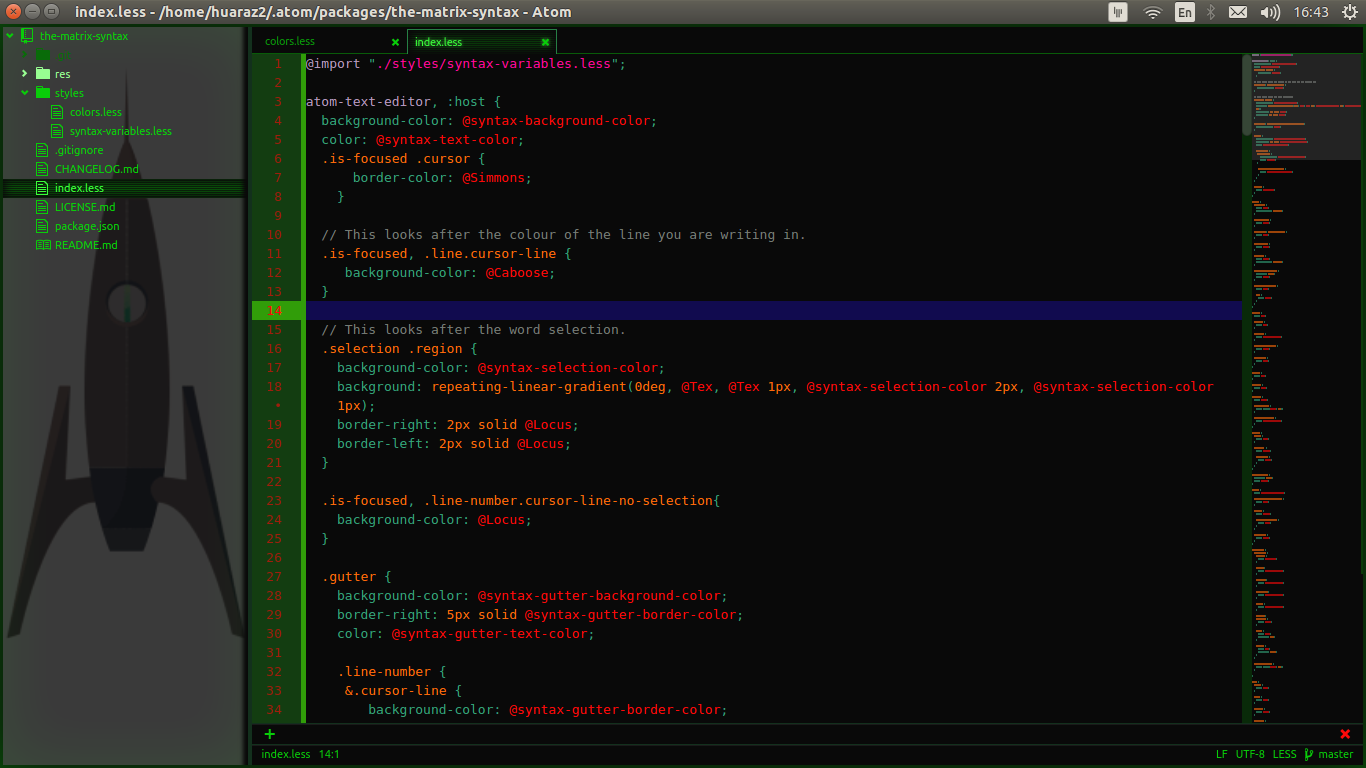 index.less - /home/huaraz2/.atom/packages/the-matrix-syntax - Atom
En
16:43
the-matrix-syntax
.git
res
styles
colors.less
syntax-variables.less
.gitignore
CHANGELOG.md
index.less
LICENSE.md
package.json
README.md
colors.less
index.less
1 @import "./styles/syntax-variables.less";
2
3 atom-text-editor, :host {
4 background-color: @syntax-background-color;
5 color: @syntax-text-color;
6 .is-focused .cursor {
7 border-color: @Simmons;
8 }
9
10 // This looks after the colour of the line you are writing in.
11 .is-focused, .line.cursor-line {
12 background-color: @Caboose;
13 }
14
15 // This looks after the word selection.
16 .selection .region {
17 background-color: @syntax-selection-color;
18 background: repeating-linear-gradient(0deg, @Tex, @Tex 1px, @syntax-selection-color 2px, @syntax-selection-color
• 1px);
19 border-right: 2px solid @Locus;
20 border-left: 2px solid @Locus;
21 }
22
23 .is-focused, .line-number.cursor-line-no-selection{
24 background-color: @Locus;
25 }
26
27 .gutter {
28 background-color: @syntax-gutter-background-color;
29 border-right: 5px solid @syntax-gutter-border-color;
30 color: @syntax-gutter-text-color;
31
32 .line-number {
33 &.cursor-line {
34 background-color: @syntax-gutter-border-color;
index.less 14:1
LF UTF-8 LESS master